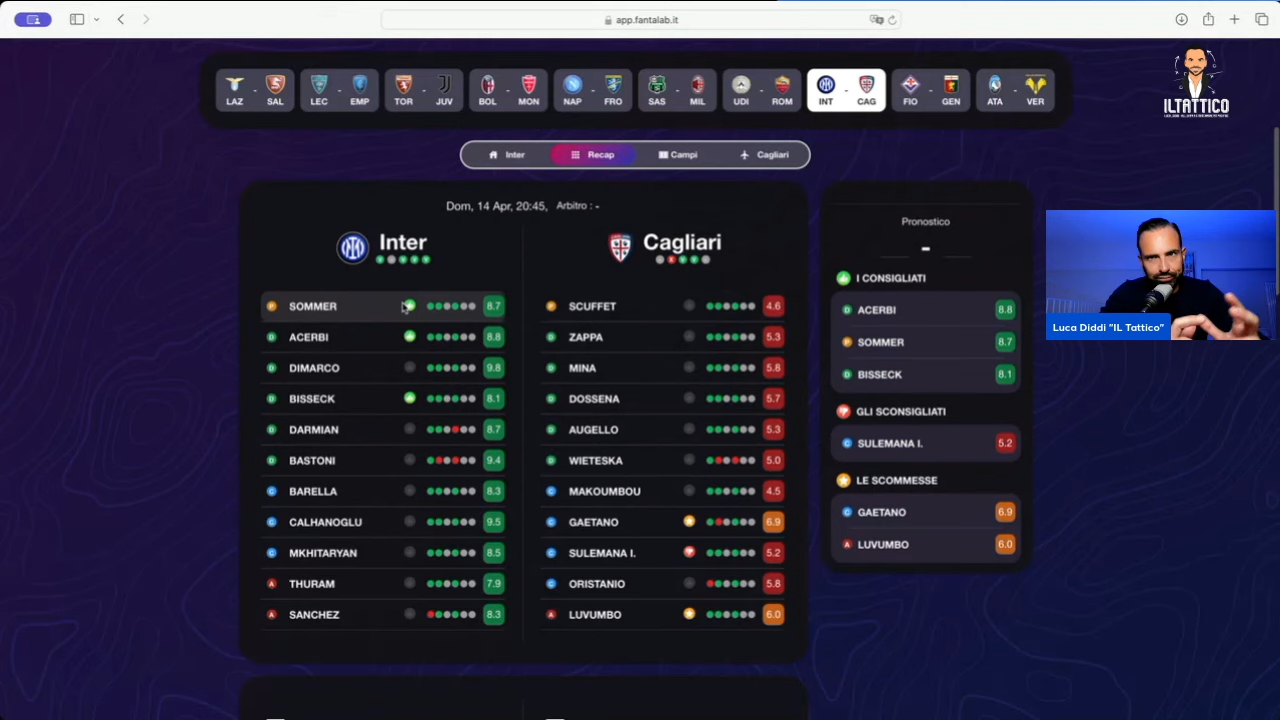 app.fantalab.it
LAZ - SAL
LEC - EMP
TOR - JUV
BOL - MON
NAP - FRO
SAS - MIL
UDI - ROM
INT - CAG
FIO - GEN
ATA - VER
ILTATTICO
Inter
Recap
Campi
Cagliari
Dom, 14 Apr, 20:45, Arbitro : -
Inter
P SOMMER 8.7
D ACERBI 8.8
D DIMARCO 9.8
D BISSECK 8.1
D DARMIAN 8.7
D BASTONI 9.4
C BARELLA 8.3
C CALHANOGLU 9.5
C MKHITARYAN 8.5
A THURAM 7.9
A SANCHEZ 8.3
Cagliari
P SCUFFET 4.6
D ZAPPA 5.3
D MINA 5.8
D DOSSENA 5.7
D AUGELLO 5.3
D WIETESKA 5.0
C MAKOUMBOU 4.5
C GAETANO 6.9
C SULEMANA I. 5.2
C ORISTANIO 5.8
A LUVUMBO 6.0
Pronostico
-
I CONSIGLIATI
D ACERBI 8.8
P SOMMER 8.7
D BISSECK 8.1
GLI SCONSIGLIATI
C SULEMANA I. 5.2
LE SCOMMESSE
C GAETANO 6.9
A LUVUMBO 6.0
Luca Diddi "IL Tattico"